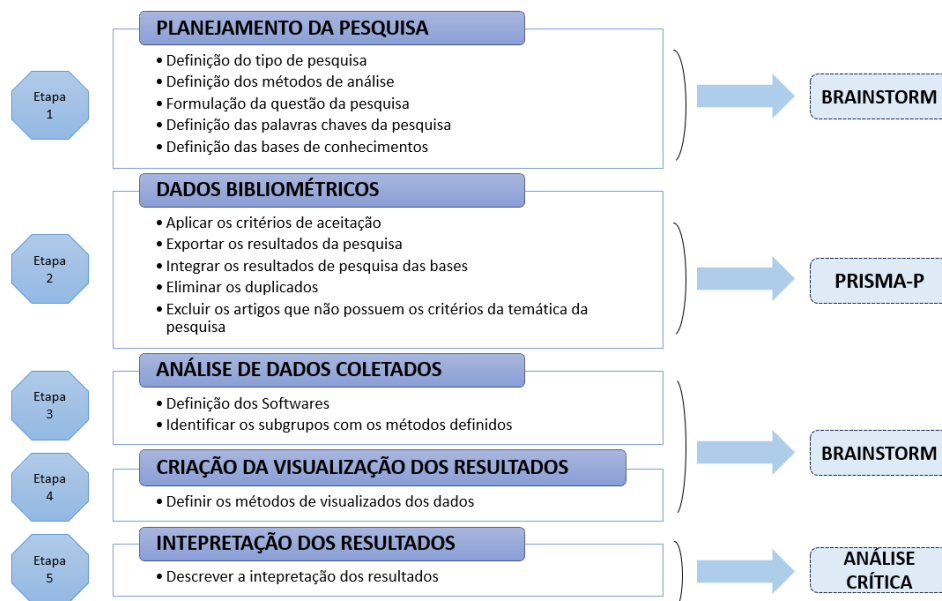 PLANEJAMENTO DA PESQUISA
Etapa
1
• Definição do tipo de pesquisa
• Definição dos métodos de análise
• Formulação da questão da pesquisa
• Definição das palavras chaves da pesquisa
• Definição das bases de conhecimentos
BRAINSTORM
DADOS BIBLIOMÉTRICOS
Etapa
2
• Aplicar os critérios de aceitação
• Exportar os resultados da pesquisa
• Integrar os resultados de pesquisa das bases
• Eliminar os duplicados
• Excluir os artigos que não possuem os critérios da temática da
pesquisa
PRISMA-P
ANÁLISE DE DADOS COLETADOS
Etapa
3
• Definição dos Softwares
• Identificar os subgrupos com os métodos definidos
BRAINSTORM
CRIAÇÃO DA VISUALIZAÇÃO DOS RESULTADOS
Etapa
4
• Definir os métodos de visualizados dos dados
INTEPRETAÇÃO DOS RESULTADOS
Etapa
5
• Descrever a intepretação dos resultados
ANÁLISE
CRÍTICA